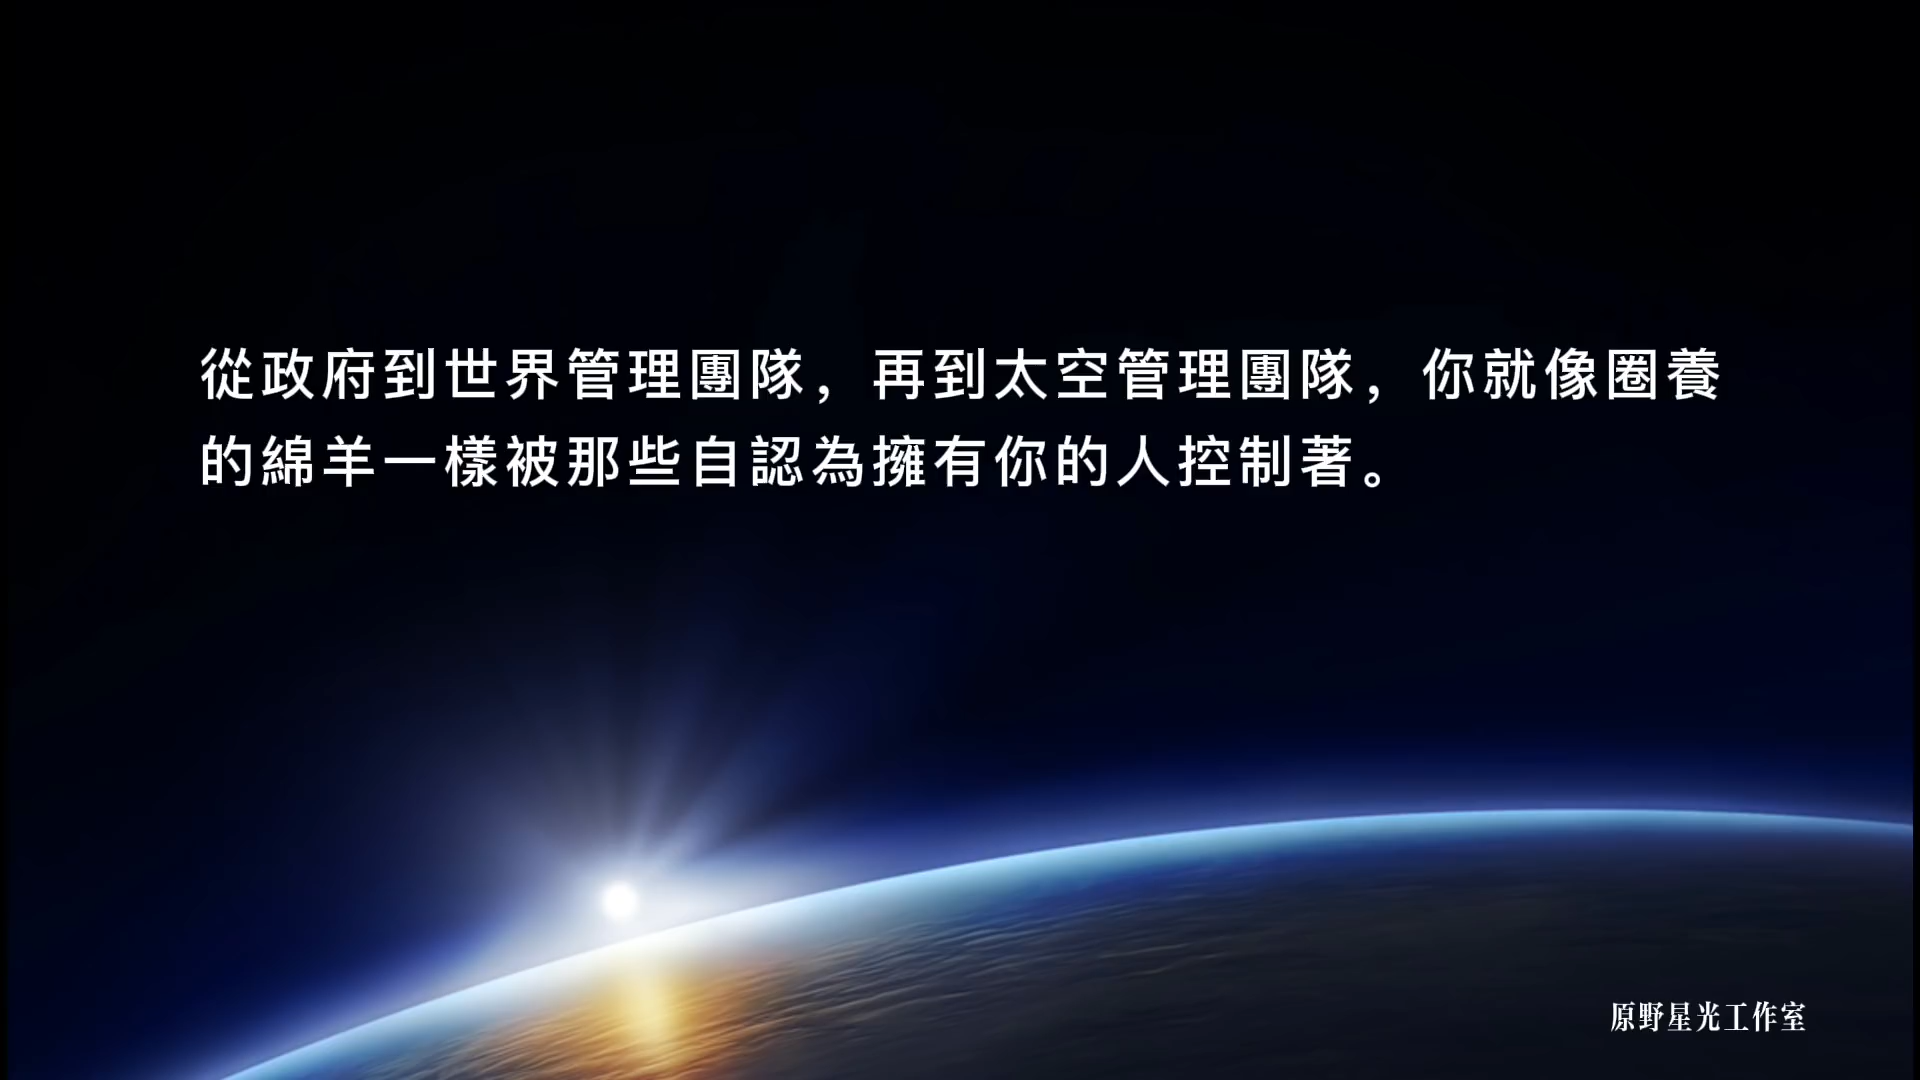 從政府到世界管理團隊，再到太空管理團隊，你就像圈養
的綿羊一樣被那些自認為擁有你的人控制著。
原野星光工作室